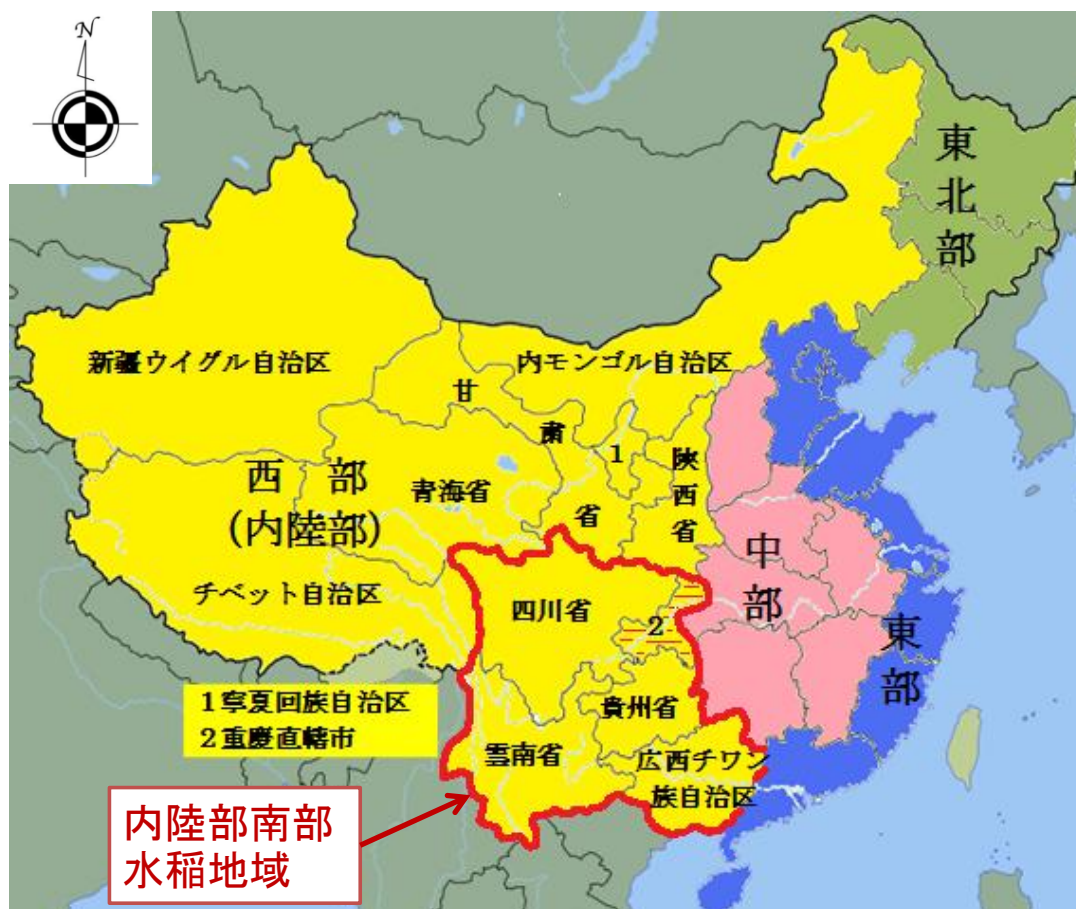 N
東北部
新疆ウイグル自治区
内モンゴル自治区
甘
粛
省
1
陝西省
青海省
西部
(内陸部)
チベット自治区
中部
東部
四川省
2
貴州省
雲南省
広西チワン
族自治区
1寧夏回族自治区
2重慶直轄市
内陸部南部
水稲地域